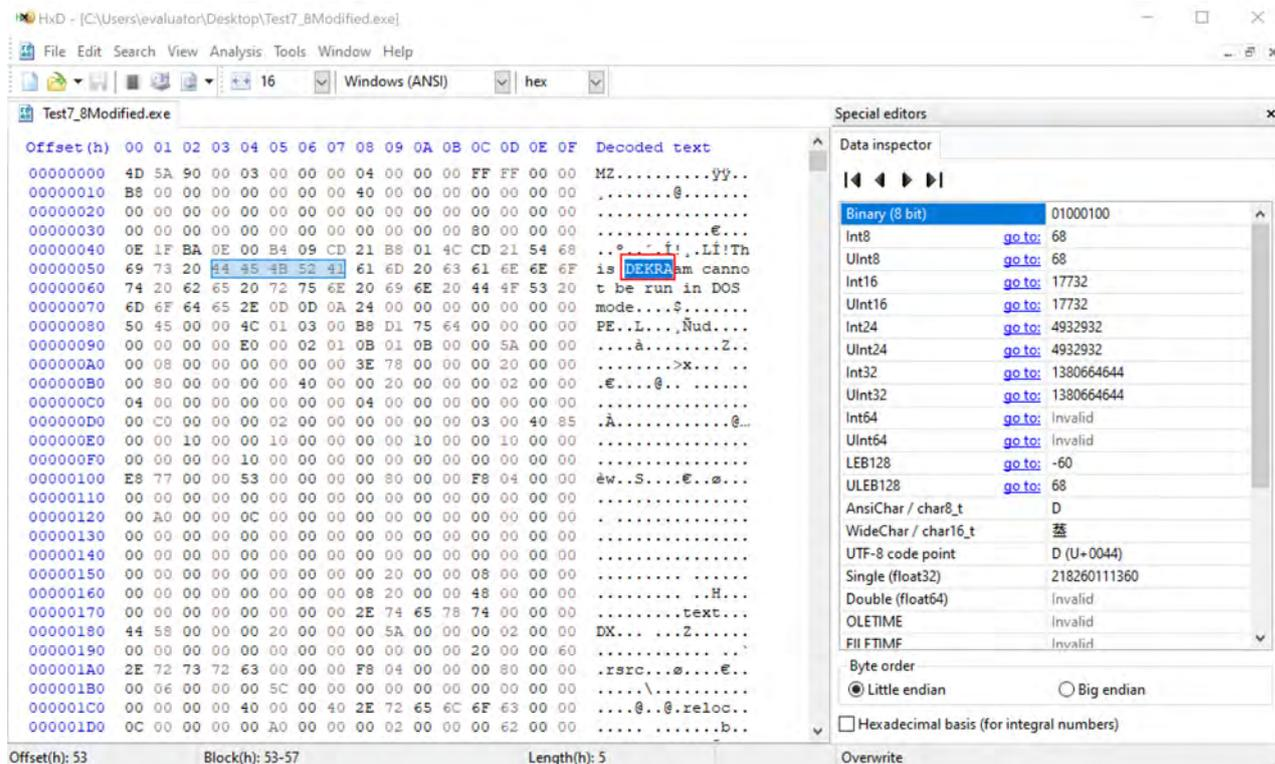 HxD - [C:\Users\evaluator\Desktop\Test7_8Modified.exe]
File Edit Search View Analysis Tools Window Help
16 Windows (ANSI) hex
Test7_8Modified.exe
Offset(h) 00 01 02 03 04 05 06 07 08 09 0A 0B 0C 0D 0E 0F Decoded text
00000000 4D 5A 90 00 03 00 00 00 04 00 00 00 FF FF 00 00 MZ..........ÿÿ..
00000010 B8 00 00 00 00 00 00 00 40 00 00 00 00 00 00 00 ¸.......@.......
00000020 00 00 00 00 00 00 00 00 00 00 00 00 00 00 00 00 ................
00000030 00 00 00 00 00 00 00 00 00 00 00 00 80 00 00 00 ............€...
00000040 0E 1F BA 0E 00 B4 09 CD 21 B8 01 4C CD 21 54 68 ..º..´.Í!¸.LÍ!Th
00000050 69 73 20 44 45 4B 52 41 61 6D 20 63 61 6E 6E 6F is DEKRAam canno
00000060 74 20 62 65 20 72 75 6E 20 69 6E 20 44 4F 53 20 t be run in DOS
00000070 6D 6F 64 65 2E 0D 0D 0A 24 00 00 00 00 00 00 00 mode....$.......
00000080 50 45 00 00 4C 01 03 00 B8 D1 75 64 00 00 00 00 PE..L...¸Ñud....
00000090 00 00 00 00 E0 00 02 01 0B 01 0B 00 00 5A 00 00 ....à........Z..
000000A0 00 08 00 00 00 00 00 00 3E 78 00 00 00 20 00 00 ........>x... ..
000000B0 00 80 00 00 00 00 40 00 00 20 00 00 00 02 00 00 .€....@.. ......
000000C0 04 00 00 00 00 00 00 00 04 00 00 00 00 00 00 00 ................
000000D0 00 C0 00 00 00 02 00 00 00 00 00 00 03 00 40 85 .À............@…
000000E0 00 00 10 00 00 10 00 00 00 00 10 00 00 10 00 00 ................
000000F0 00 00 00 00 10 00 00 00 00 00 00 00 00 00 00 00 ................
00000100 E8 77 00 00 53 00 00 00 00 80 00 00 F8 04 00 00 èw..S....€..ø...
00000110 00 00 00 00 00 00 00 00 00 00 00 00 00 00 00 00 ................
00000120 00 A0 00 00 0C 00 00 00 00 00 00 00 00 00 00 00 . ..............
00000130 00 00 00 00 00 00 00 00 00 00 00 00 00 00 00 00 ................
00000140 00 00 00 00 00 00 00 00 00 00 00 00 00 00 00 00 ................
00000150 00 00 00 00 00 00 00 00 00 20 00 00 08 00 00 00 ......... ......
00000160 00 00 00 00 00 00 00 00 08 20 00 00 48 00 00 00 ......... ..H...
00000170 00 00 00 00 00 00 00 00 2E 74 65 78 74 00 00 00 .........text...
00000180 44 58 00 00 00 20 00 00 00 5A 00 00 00 02 00 00 DX... ...Z......
00000190 00 00 00 00 00 00 00 00 00 00 00 00 20 00 00 60 ............ ..`
000001A0 2E 72 73 72 63 00 00 00 F8 04 00 00 00 80 00 00 .rsrc...ø....€..
000001B0 00 06 00 00 00 5C 00 00 00 00 00 00 00 00 00 00 .....\..........
000001C0 00 00 00 00 40 00 00 40 2E 72 65 6C 6F 63 00 00 ....@..@.reloc..
000001D0 0C 00 00 00 00 A0 00 00 00 02 00 00 00 62 00 00 ..... .......b..
Special editors
Data inspector
Binary (8 bit) 01000100
Int8 go to: 68
UInt8 go to: 68
Int16 go to: 17732
UInt16 go to: 17732
Int24 go to: 4932932
UInt24 go to: 4932932
Int32 go to: 1380664644
UInt32 go to: 1380664644
Int64 go to: Invalid
UInt64 go to: Invalid
LEB128 go to: -60
ULEB128 go to: 68
AnsiChar / char8_t D
WideChar / char16_t
UTF-8 code point D (U+0044)
Single (float32) 218260111360
Double (float64) Invalid
OLETIME Invalid
FILETIME Invalid
Byte order
Little endian Big endian
Hexadecimal basis (for integral numbers)
Offset(h): 53 Block(h): 53-57 Length(h): 5 Overwrite